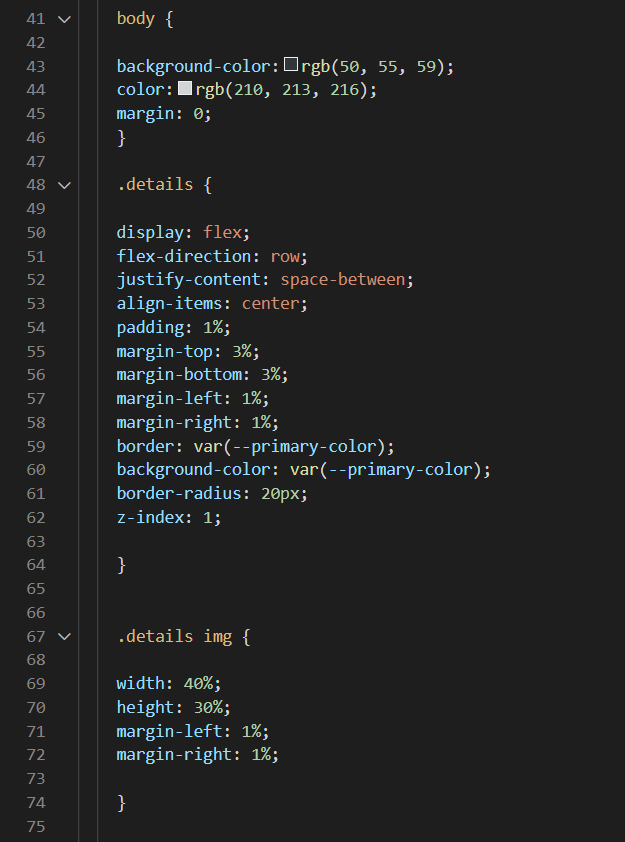 41 body {
42
43 background-color: rgb(50, 55, 59);
44 color: rgb(210, 213, 216);
45 margin: 0;
46 }
47
48 .details {
49
50 display: flex;
51 flex-direction: row;
52 justify-content: space-between;
53 align-items: center;
54 padding: 1%;
55 margin-top: 3%;
56 margin-bottom: 3%;
57 margin-left: 1%;
58 margin-right: 1%;
59 border: var(--primary-color);
60 background-color: var(--primary-color);
61 border-radius: 20px;
62 z-index: 1;
63
64 }
65
66
67 .details img {
68
69 width: 40%;
70 height: 30%;
71 margin-left: 1%;
72 margin-right: 1%;
73
74 }
75